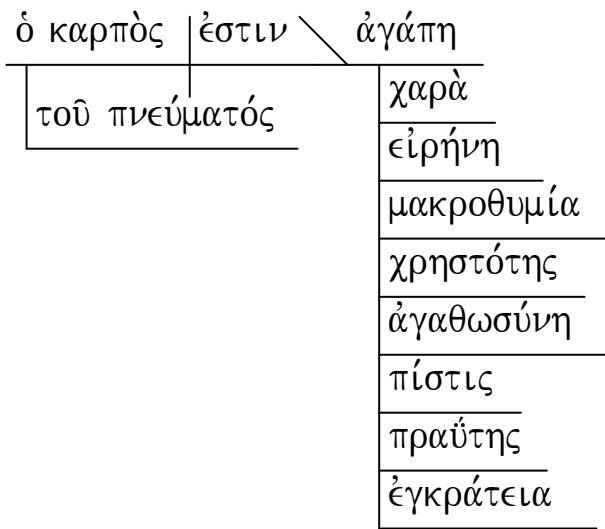 ὁ καρπὸς ἐστιν ἀγάπη
τοῦ πνεύματός
χαρὰ
εἰρήνη
μακροθυμία
χρηστότης
ἀγαθωσύνη
πίστις
πραΰτης
ἐγκράτεια